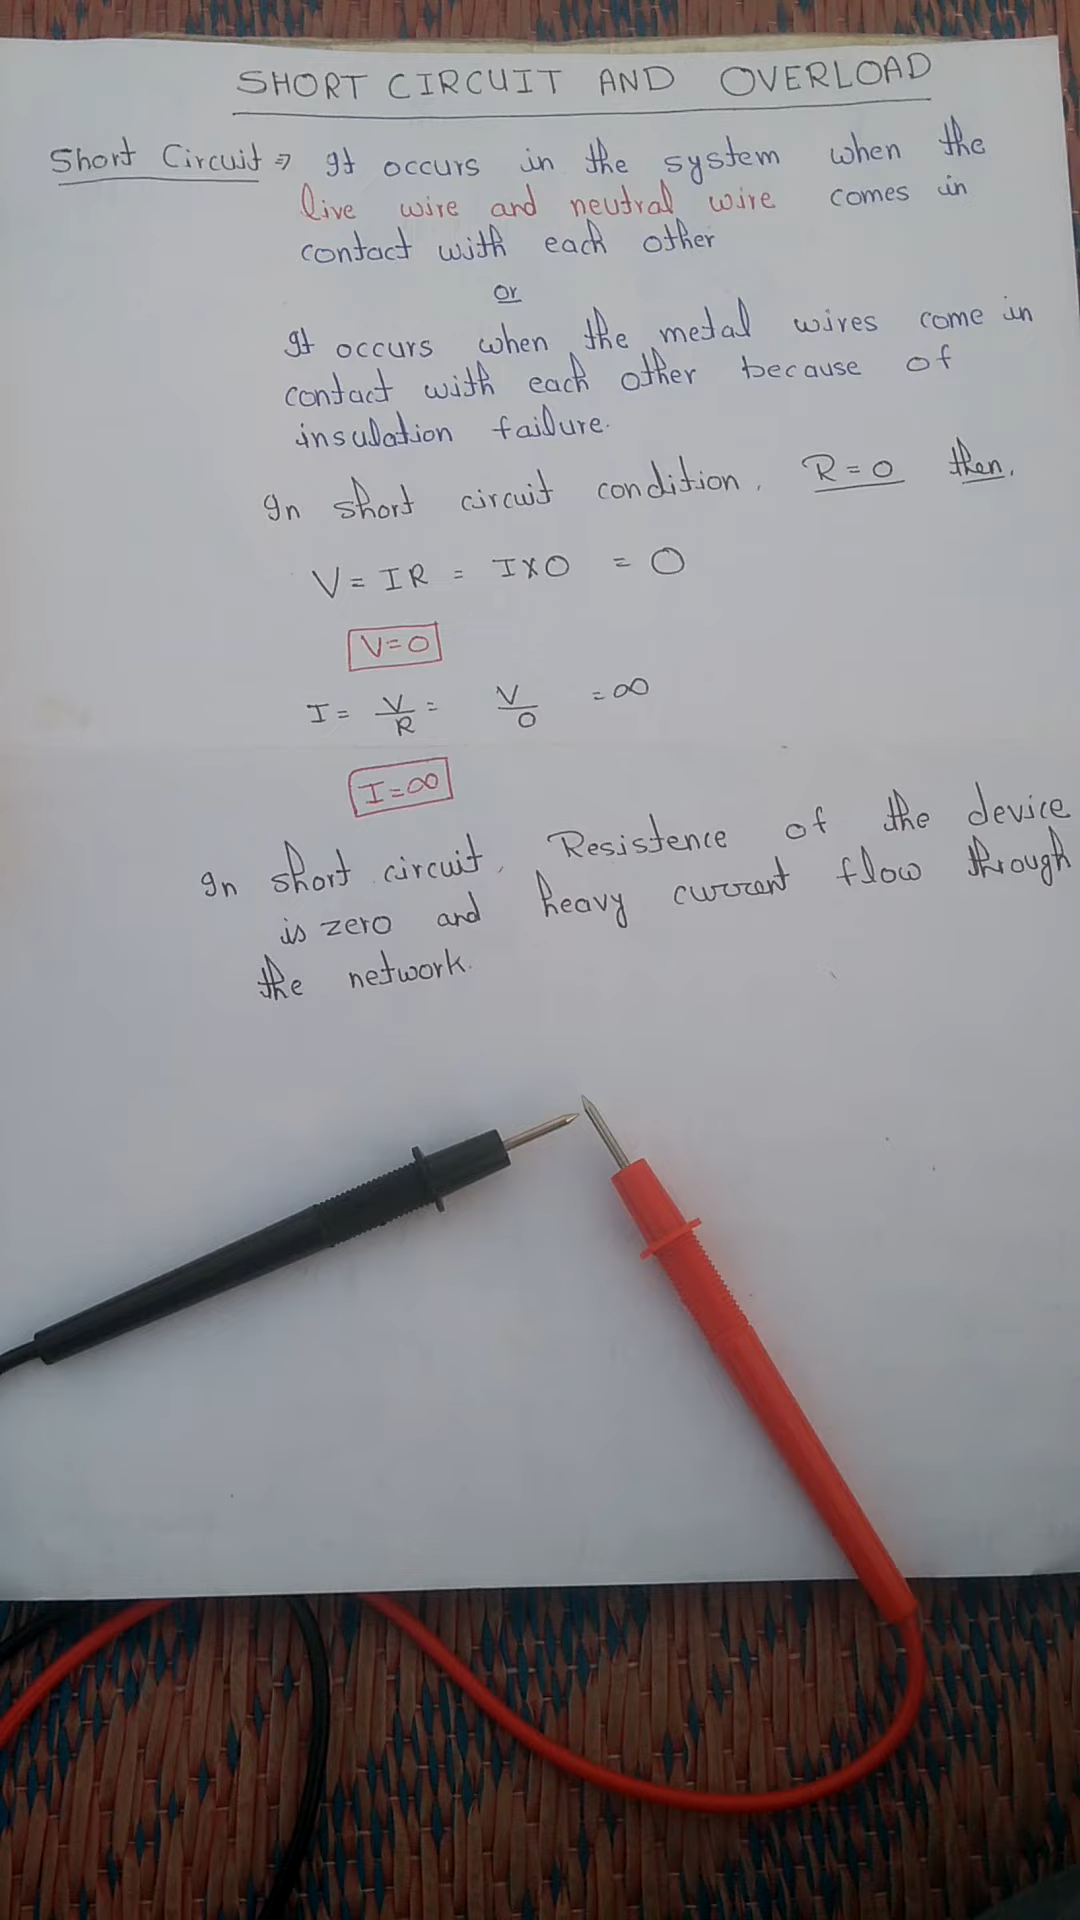 SHORT CIRCUIT AND OVERLOAD
Short Circuit ⇒ It occurs in the system when the
live wire and neutral wire comes in
contact with each other
or
It occurs when the metal wires come in
contact with each other because of
insulation failure.
In short circuit condition, R=0 then,
V = IR = I×0 = 0
V=0
I = V/R = V/0 = ∞
I=∞
In short circuit, Resistence of the device
is zero and heavy current flow through
the network.